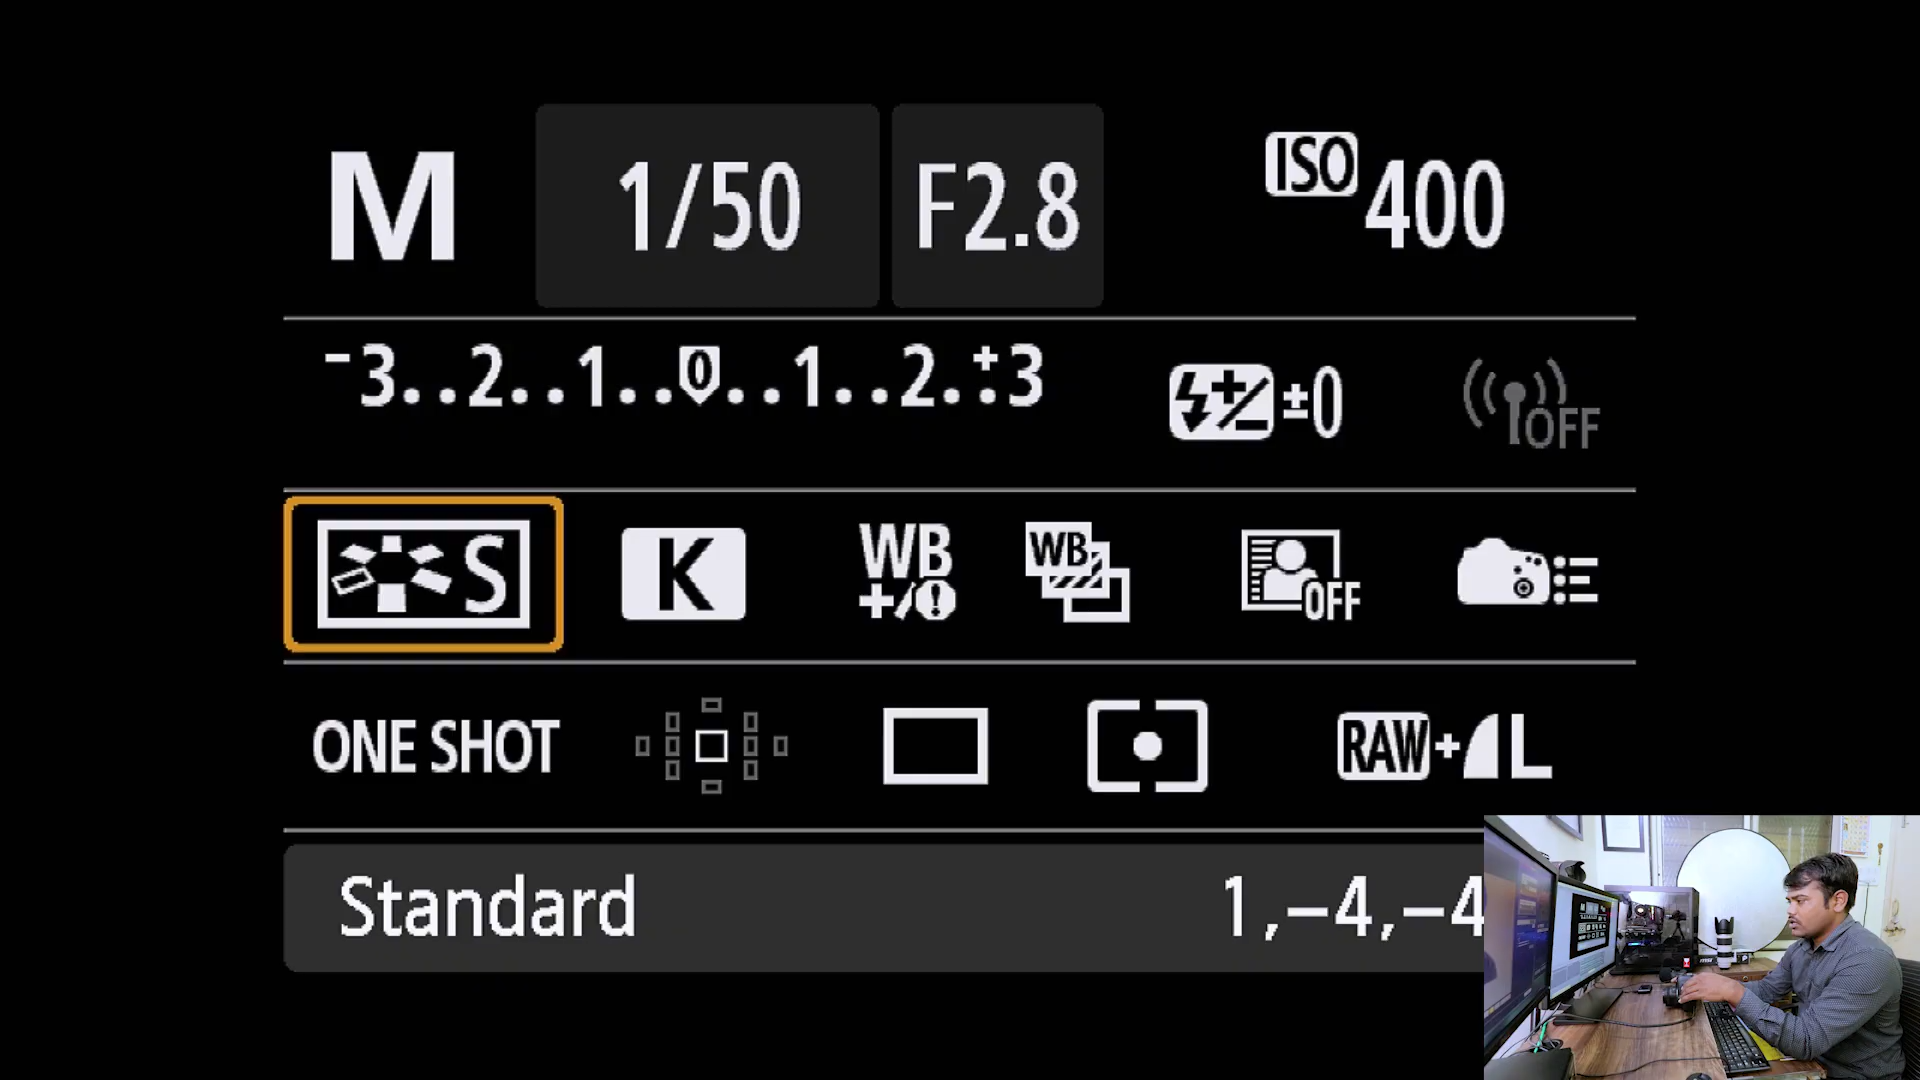 M 1/50 F2.8 ISO 400
-3..2..1..0..1..2..+3 ±0 OFF
S K WB +/- WB OFF
ONE SHOT RAW+L
Standard 1,–4,–4